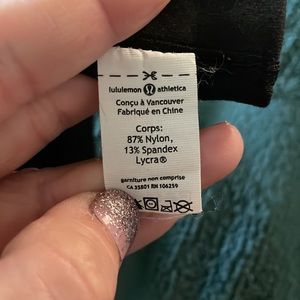 lululemon athletica
Conçu à Vancouver
Fabriqué en Chine
Corps:
87% Nylon,
13% Spandex
Lycra®
garniture non comprise
CA 35801 RN 106259